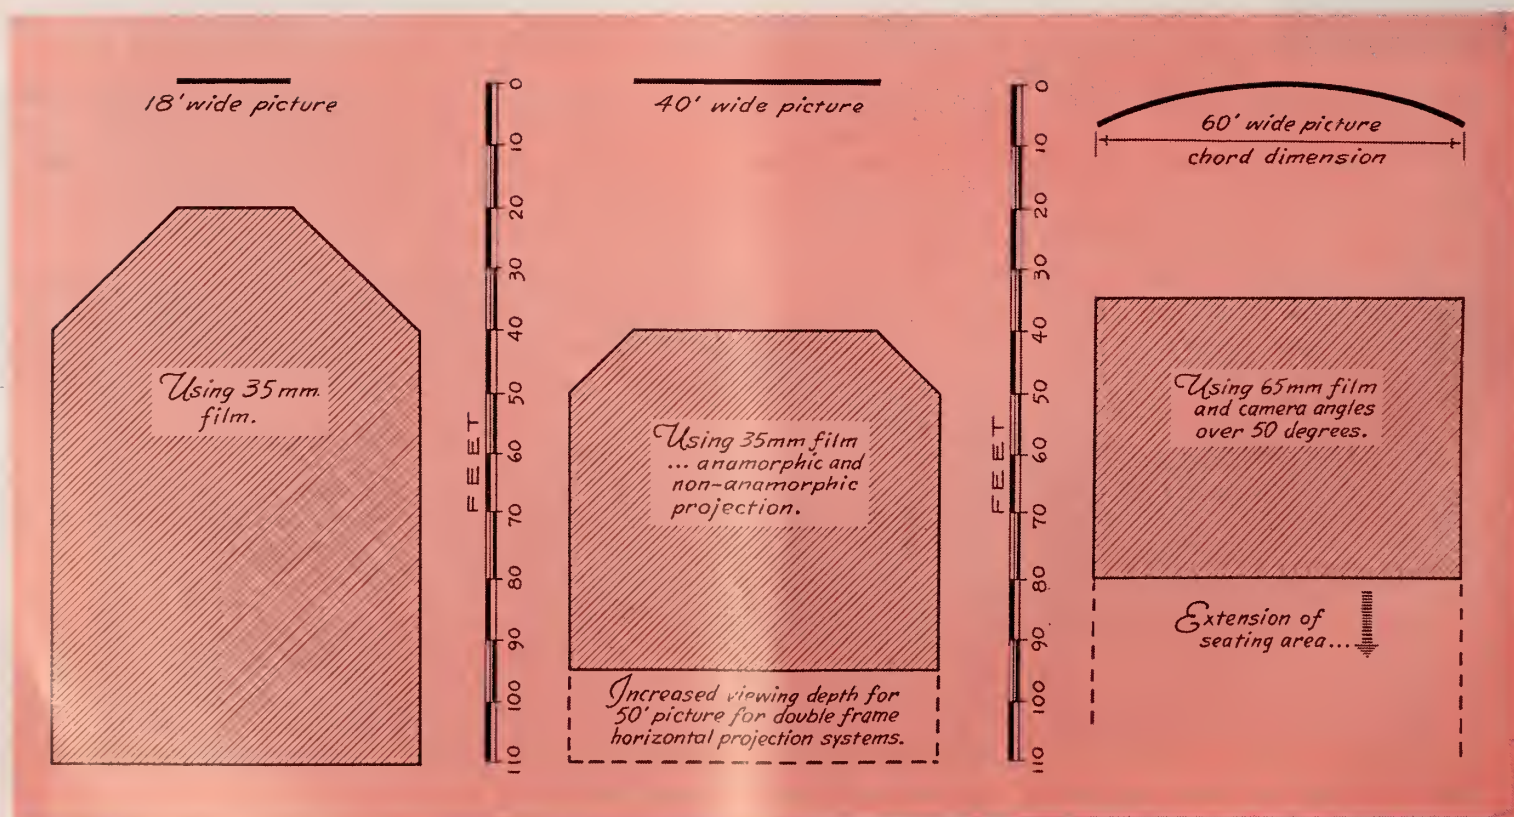 18' wide picture
Using 35 mm.
film.
FEET
0
10
20
30
40
50
60
70
80
90
100
110
40' wide picture
Using 35mm film
... anamorphic and
non-anamorphic
projection.
Increased viewing depth for
50' picture for double frame
horizontal projection systems.
FEET
0
10
20
30
40
50
60
70
80
90
100
110
60' wide picture
chord dimension
Using 65mm film
and camera angles
over 50 degrees.
Extension of
seating area...